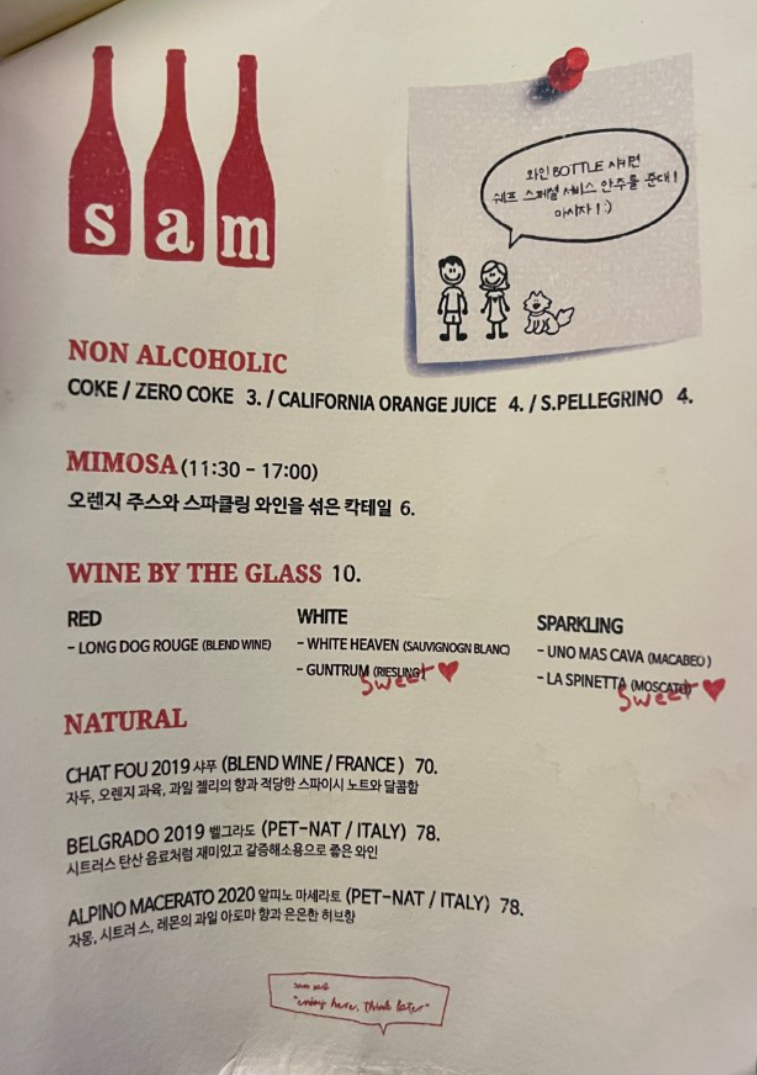 sam
와인 BOTTLE 시키면
쉐프 스페셜 서비스 안주를 준대!
마시자! :)
NON ALCOHOLIC
COKE / ZERO COKE 3. / CALIFORNIA ORANGE JUICE 4. / S.PELLEGRINO 4.
MIMOSA (11:30 - 17:00)
오렌지 주스와 스파클링 와인을 섞은 칵테일 6.
WINE BY THE GLASS 10.
RED
- LONG DOG ROUGE (BLEND WINE)
WHITE
- WHITE HEAVEN (SAUVIGNOGN BLANC)
- GUNTRUM (RIESLING)
Sweet ♥
SPARKLING
- UNO MAS CAVA (MACABEO)
- LA SPINETTA (MOSCATO)
Sweet ♥
NATURAL
CHAT FOU 2019 샤푸 (BLEND WINE / FRANCE) 70.
자두, 오렌지 과육, 과일 젤리의 향과 적당한 스파이시 노트와 달콤함
BELGRADO 2019 벨그라도 (PET-NAT / ITALY) 78.
시트러스 탄산 음료처럼 재미있고 갈증해소용으로 좋은 와인
ALPINO MACERATO 2020 알피노 마세라토 (PET-NAT / ITALY) 78.
자몽, 시트러 스, 레몬의 과일 아로마 향과 은은한 허브향
sam said
"enjoy here, think later"